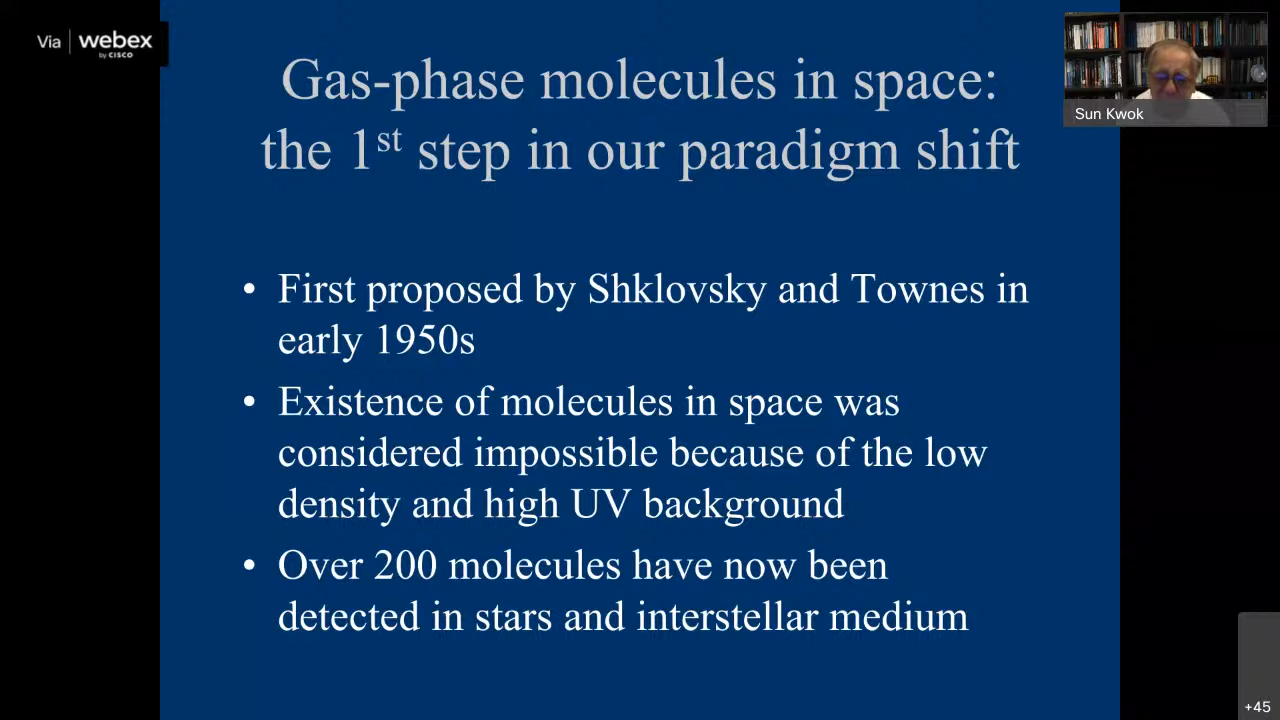 Via webex
by CISCO
Sun Kwok
Gas-phase molecules in space:
the 1st step in our paradigm shift
• First proposed by Shklovsky and Townes in
early 1950s
• Existence of molecules in space was
considered impossible because of the low
density and high UV background
• Over 200 molecules have now been
detected in stars and interstellar medium
+45